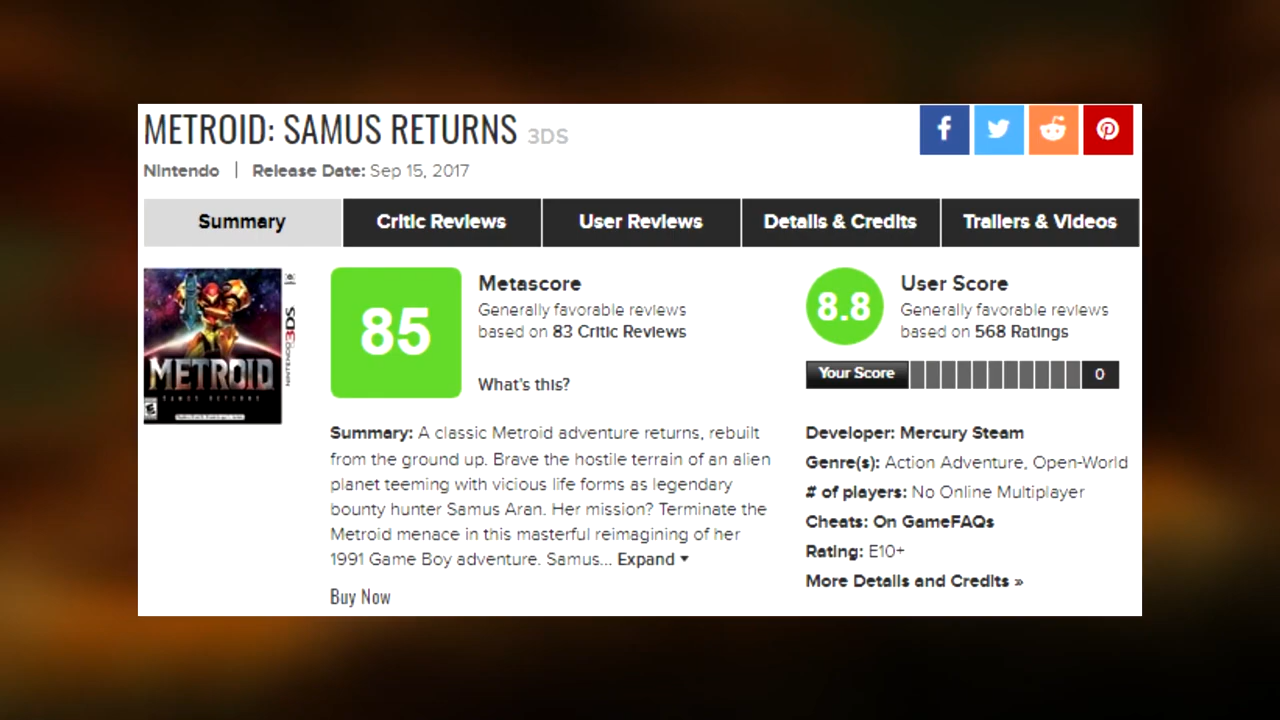 METROID: SAMUS RETURNS 3DS
Nintendo | Release Date: Sep 15, 2017
Summary
Critic Reviews
User Reviews
Details & Credits
Trailers & Videos
NINTENDO 3DS
METROID
SAMUS RETURNS
85
Metascore
Generally favorable reviews
based on 83 Critic Reviews
What's this?
8.8
User Score
Generally favorable reviews
based on 568 Ratings
Your Score
0
Summary: A classic Metroid adventure returns, rebuilt
from the ground up. Brave the hostile terrain of an alien
planet teeming with vicious life forms as legendary
bounty hunter Samus Aran. Her mission? Terminate the
Metroid menace in this masterful reimagining of her
1991 Game Boy adventure. Samus... Expand
Buy Now
Developer: Mercury Steam
Genre(s): Action Adventure, Open-World
# of players: No Online Multiplayer
Cheats: On GameFAQs
Rating: E10+
More Details and Credits »